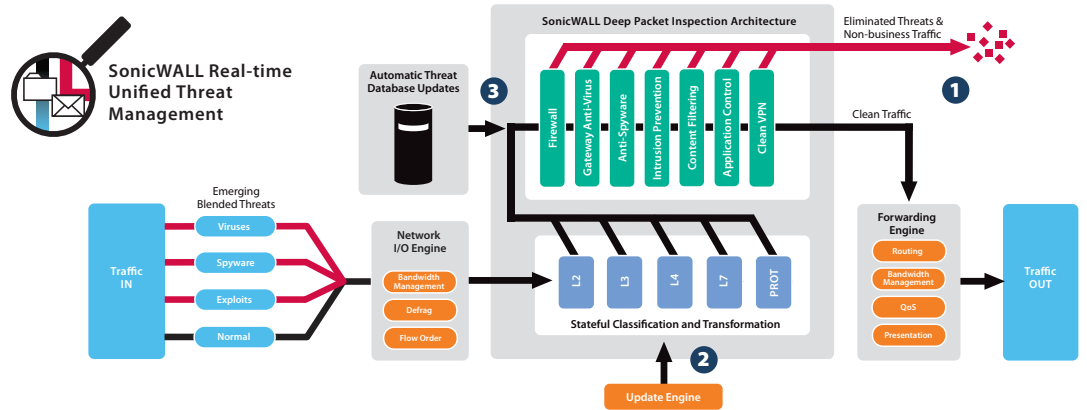 SonicWALL Deep Packet Inspection Architecture
SonicWALL Real-time
Unified Threat
Management
Automatic Threat
Database Updates
3
Firewall
Gateway Anti-Virus
Anti-Spyware
Intrusion Prevention
Content Filtering
Application Control
Clean VPN
Eliminated Threats &
Non-business Traffic
1
Clean Traffic
Traffic
IN
Emerging
Blended Threats
Viruses
Spyware
Exploits
Normal
Network
I/O Engine
Bandwidth
Management
Defrag
Flow Order
L2
L3
L4
L7
PROT
Stateful Classification and Transformation
2
Update Engine
Forwarding
Engine
Routing
Bandwidth
Management
QoS
Presentation
Traffic
OUT